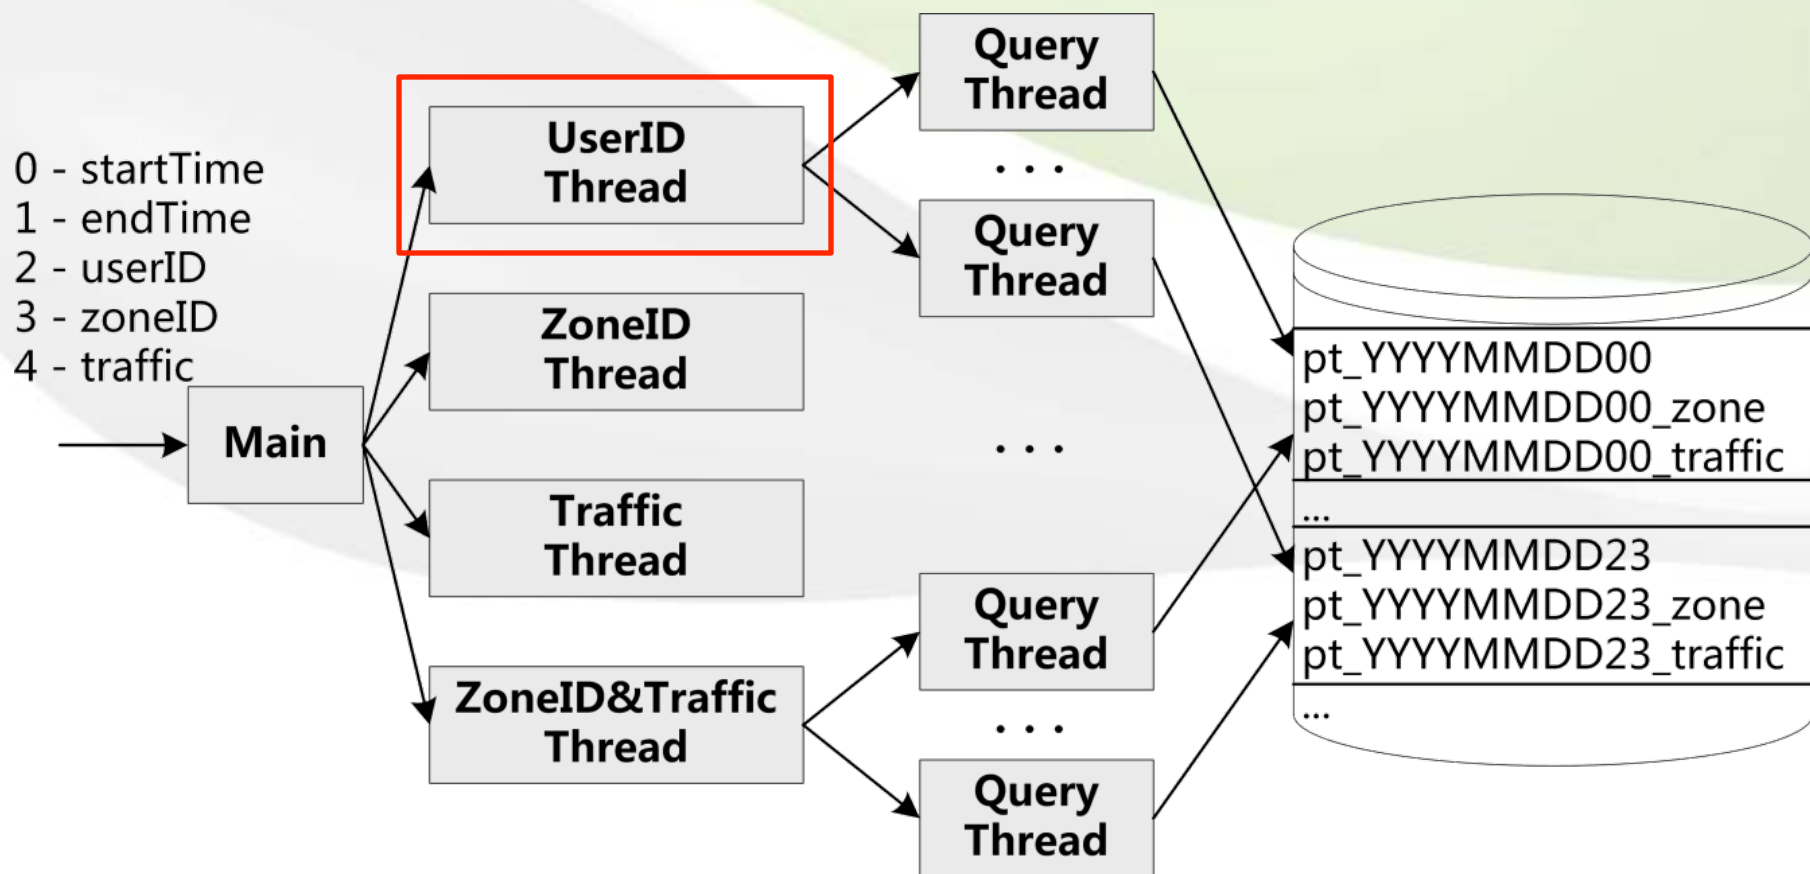 0 - startTime
1 - endTime
2 - userID
3 - zoneID
4 - traffic
Main
UserID
Thread
ZoneID
Thread
Traffic
Thread
ZoneID&Traffic
Thread
Query
Thread
...
Query
Thread
...
Query
Thread
...
Query
Thread
pt_YYYYMMDD00
pt_YYYYMMDD00_zone
pt_YYYYMMDD00_traffic
...
pt_YYYYMMDD23
pt_YYYYMMDD23_zone
pt_YYYYMMDD23_traffic
...